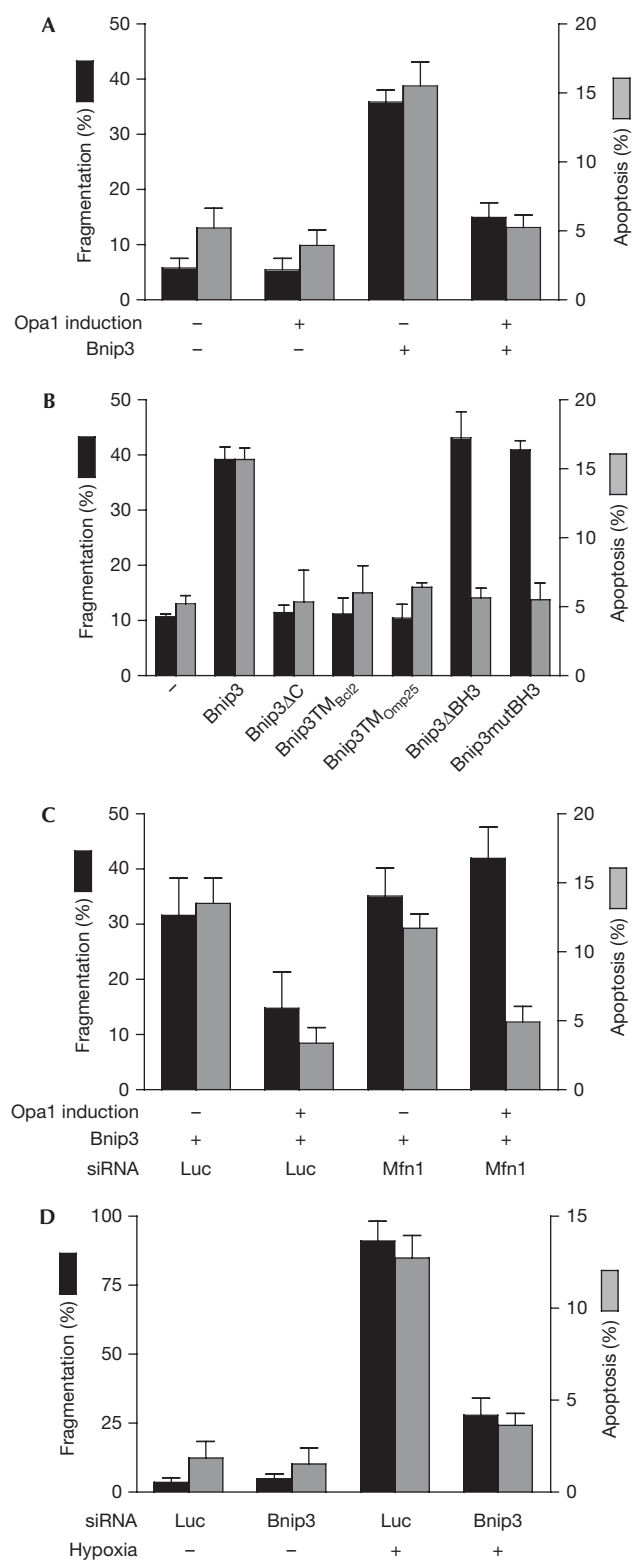 A
50
40
30
20
10
0
Fragmentation (%)
20
15
10
5
0
Apoptosis (%)
Opa1 induction − + − +
Bnip3 − − + +
B
50
40
30
20
10
0
Fragmentation (%)
20
15
10
5
0
Apoptosis (%)
−
Bnip3
Bnip3ΔC
Bnip3TMBcl2
Bnip3TMOmp25
Bnip3ΔBH3
Bnip3mutBH3
C
50
40
30
20
10
0
Fragmentation (%)
20
15
10
5
0
Apoptosis (%)
Opa1 induction − + − +
Bnip3 + + + +
siRNA Luc Luc Mfn1 Mfn1
D
100
75
50
25
0
Fragmentation (%)
15
10
5
0
Apoptosis (%)
siRNA Luc Bnip3 Luc Bnip3
Hypoxia − − + +